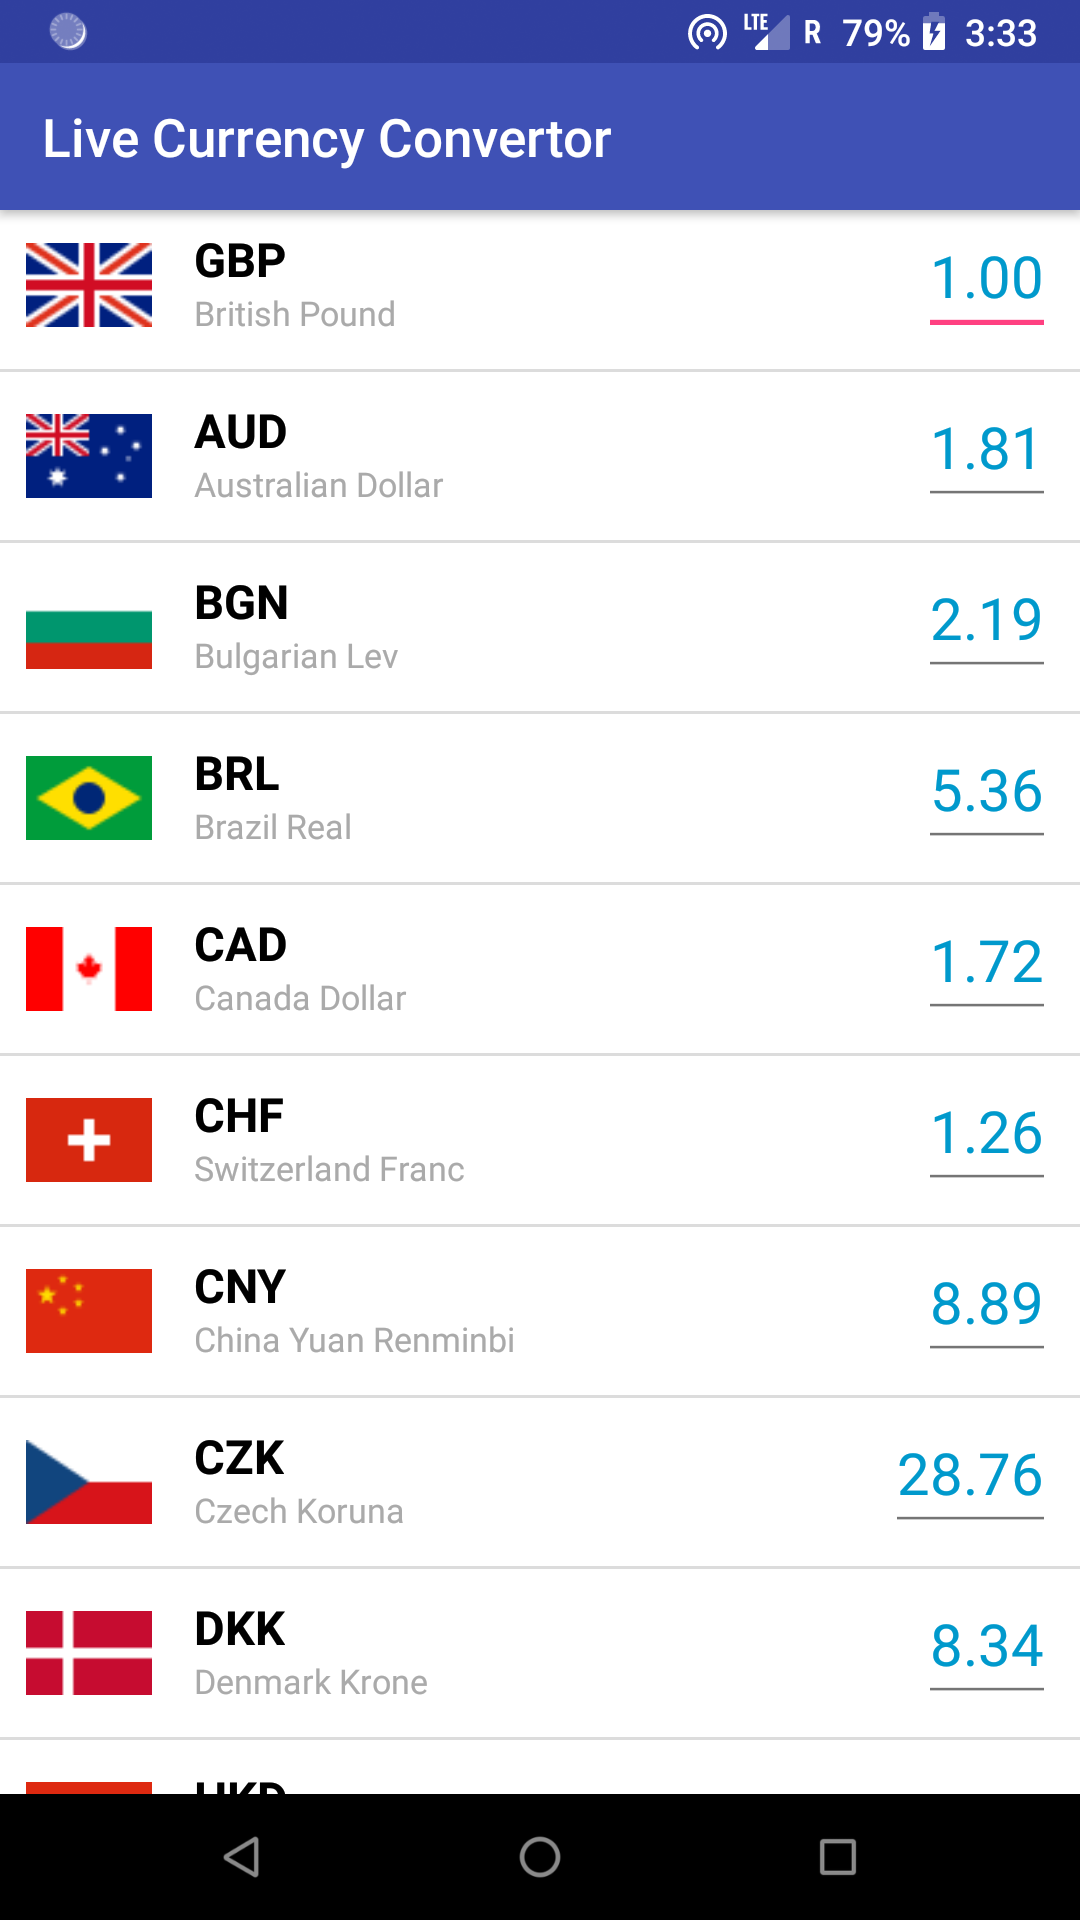 LTE R 79% 3:33
Live Currency Convertor
GBP
British Pound
1.00
AUD
Australian Dollar
1.81
BGN
Bulgarian Lev
2.19
BRL
Brazil Real
5.36
CAD
Canada Dollar
1.72
CHF
Switzerland Franc
1.26
CNY
China Yuan Renminbi
8.89
CZK
Czech Koruna
28.76
DKK
Denmark Krone
8.34
HKD